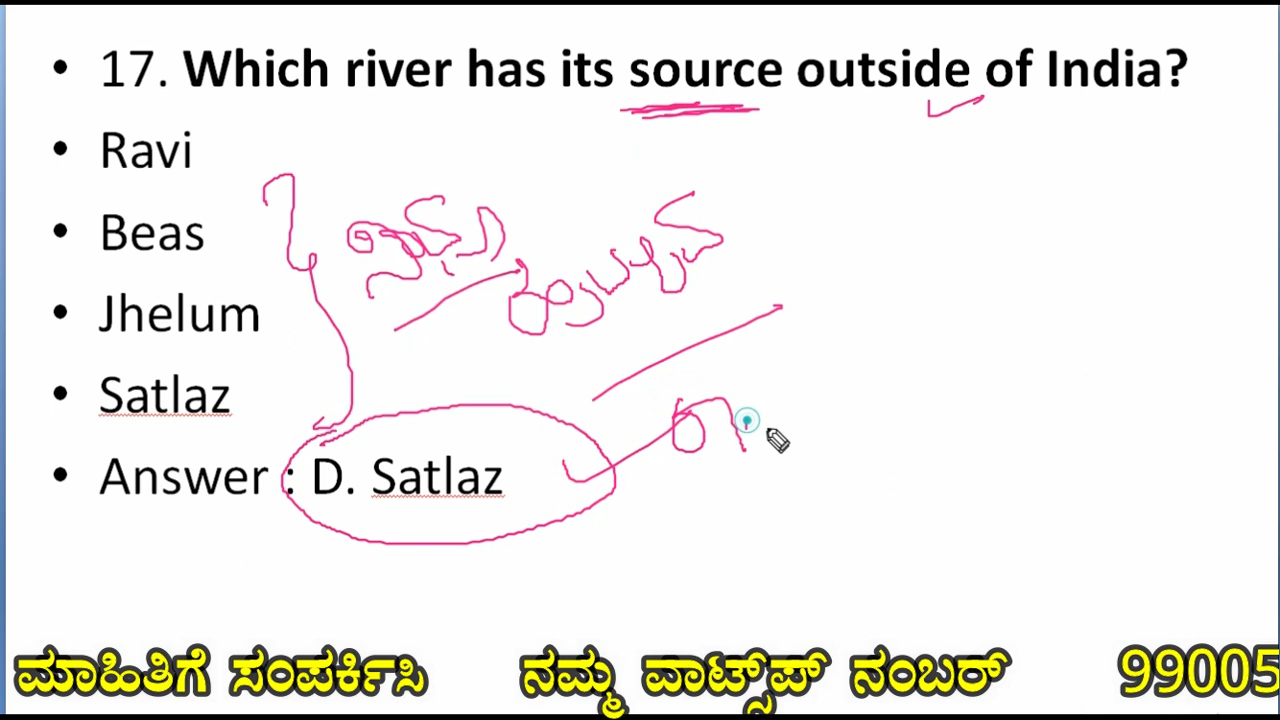 • 17. Which river has its source outside of India?
• Ravi
• Beas
• Jhelum
• Satlaz
• Answer : D. Satlaz
ಮಾಹಿತಿಗೆ ಸಂಪರ್ಕಿಸಿ ನಮ್ಮ ವಾಟ್ಸ್‌ಪ್ ನಂಬರ್ 99005